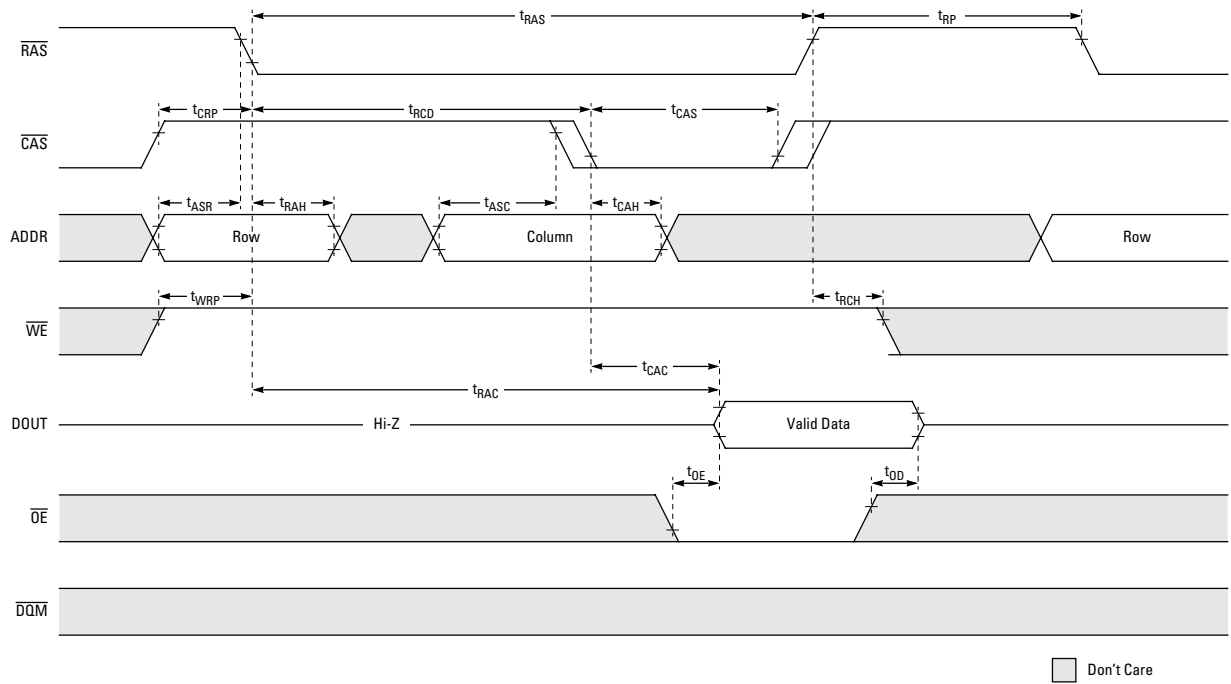 tRAS tRP
RAS
tCRP tRCD tCAS
CAS
tASR tRAH tASC tCAH
ADDR Row Column Row
tWRP tRCH
WE
tCAC
tRAC
DOUT Hi-Z Valid Data
tOE tOD
OE
DQM
Don't Care